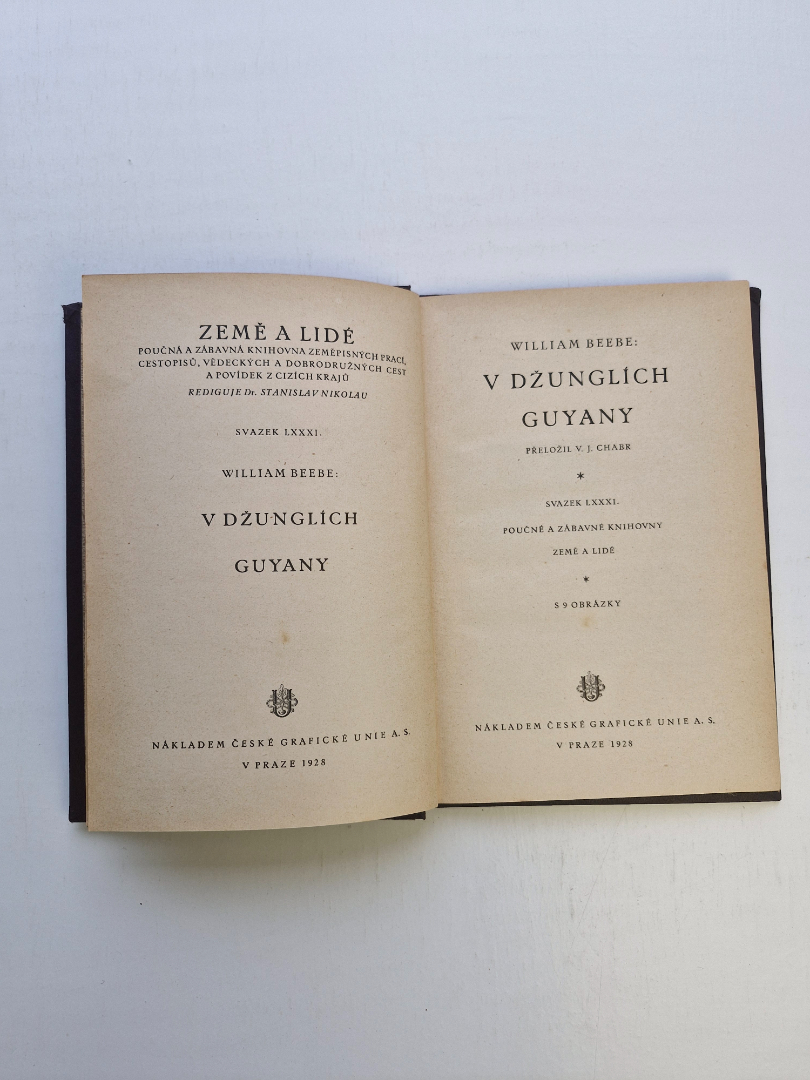 ZEMĚ A LIDÉ
POUČNÁ A ZÁBAVNÁ KNIHOVNA ZEMĚPISNÝCH PRACÍ,
CESTOPISŮ, VĚDECKÝCH A DOBRODRUŽNÝCH CEST
A POVÍDEK Z CIZÍCH KRAJŮ
REDIGUJE Dr. STANISLAV NIKOLAU
SVAZEK LXXXI.
WILLIAM BEEBE:
V DŽUNGLÍCH
GUYANY
U
NÁKLADEM ČESKÉ GRAFICKÉ UNIE A. S.
V PRAZE 1928
WILLIAM BEEBE:
V DŽUNGLÍCH
GUYANY
PŘELOŽIL V. J. CHABR
*
SVAZEK LXXXI.
POUČNÉ A ZÁBAVNÉ KNIHOVNY
ZEMĚ A LIDÉ
*
S 9 OBRÁZKY
U
NÁKLADEM ČESKÉ GRAFICKÉ UNIE A. S.
V PRAZE 1928